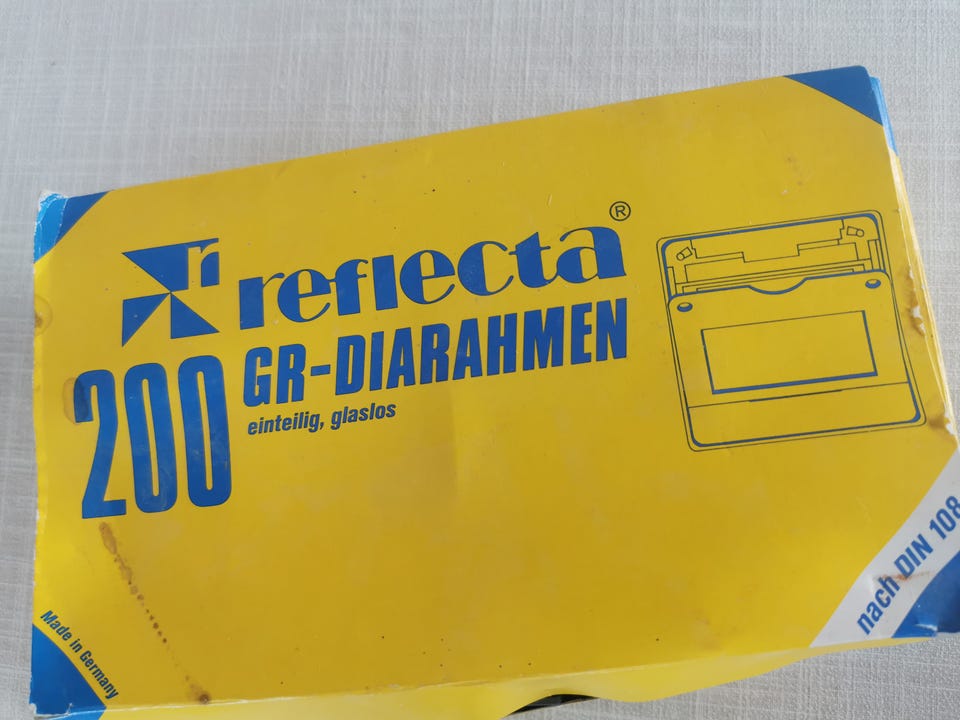 r reflecta®
200 GR-DIARAHMEN
einteilig, glaslos
nach DIN 108
Made in Germany